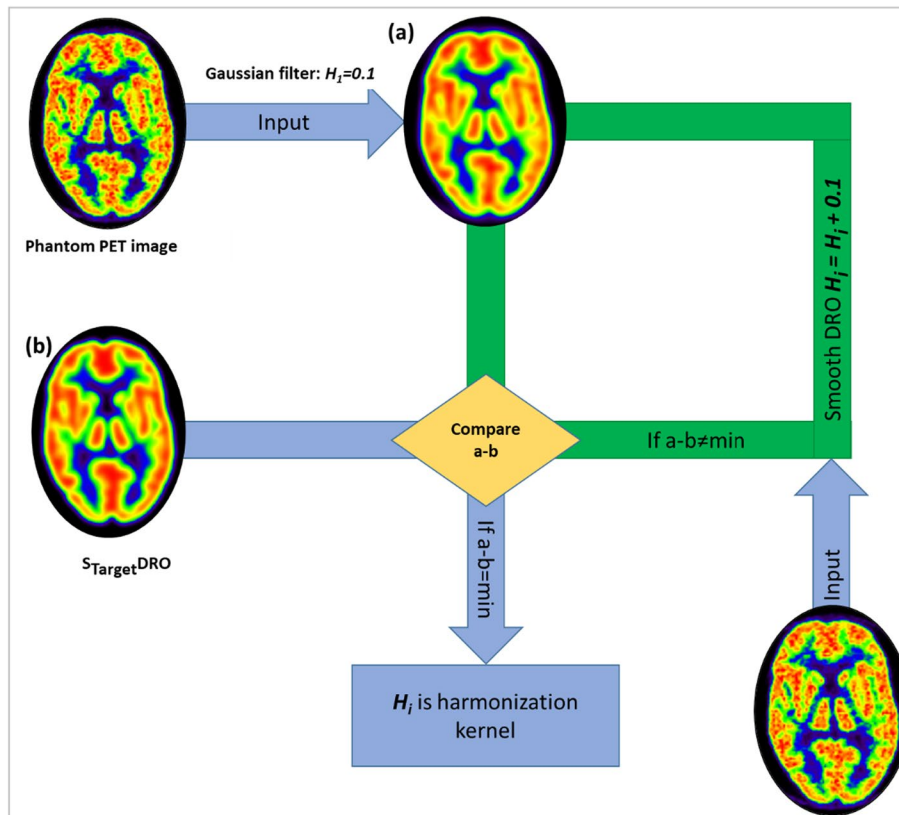 (a)
Gaussian filter: H₁=0.1
Input
Phantom PET image
(b)
S_TargetDRO
Compare
a-b
If a-b≠min
Smooth DRO Hᵢ = Hᵢ + 0.1
If a-b=min
Input
Hᵢ is harmonization
kernel